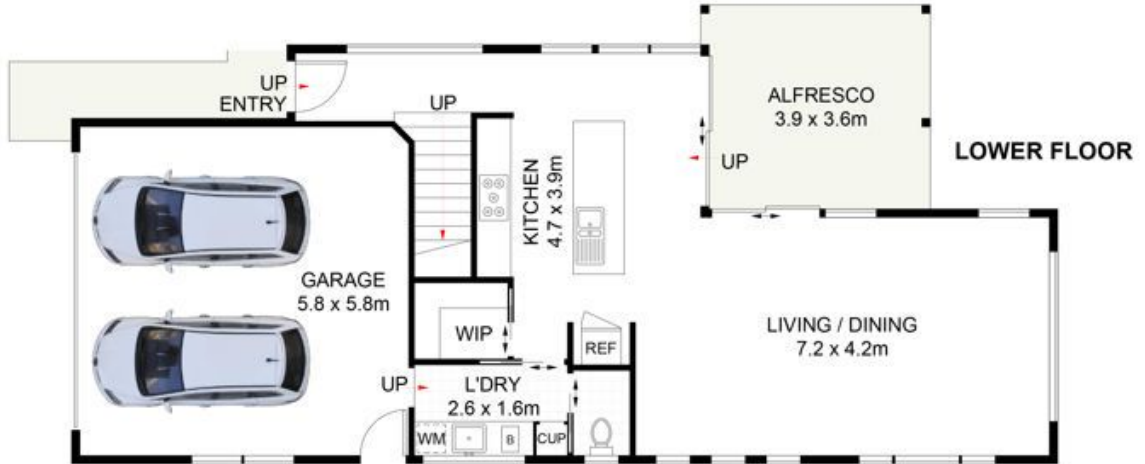 UP
ENTRY
UP
ALFRESCO
3.9 x 3.6m
UP
LOWER FLOOR
KITCHEN
4.7 x 3.9m
GARAGE
5.8 x 5.8m
WIP
REF
LIVING / DINING
7.2 x 4.2m
UP
L'DRY
2.6 x 1.6m
WM
B
CUP